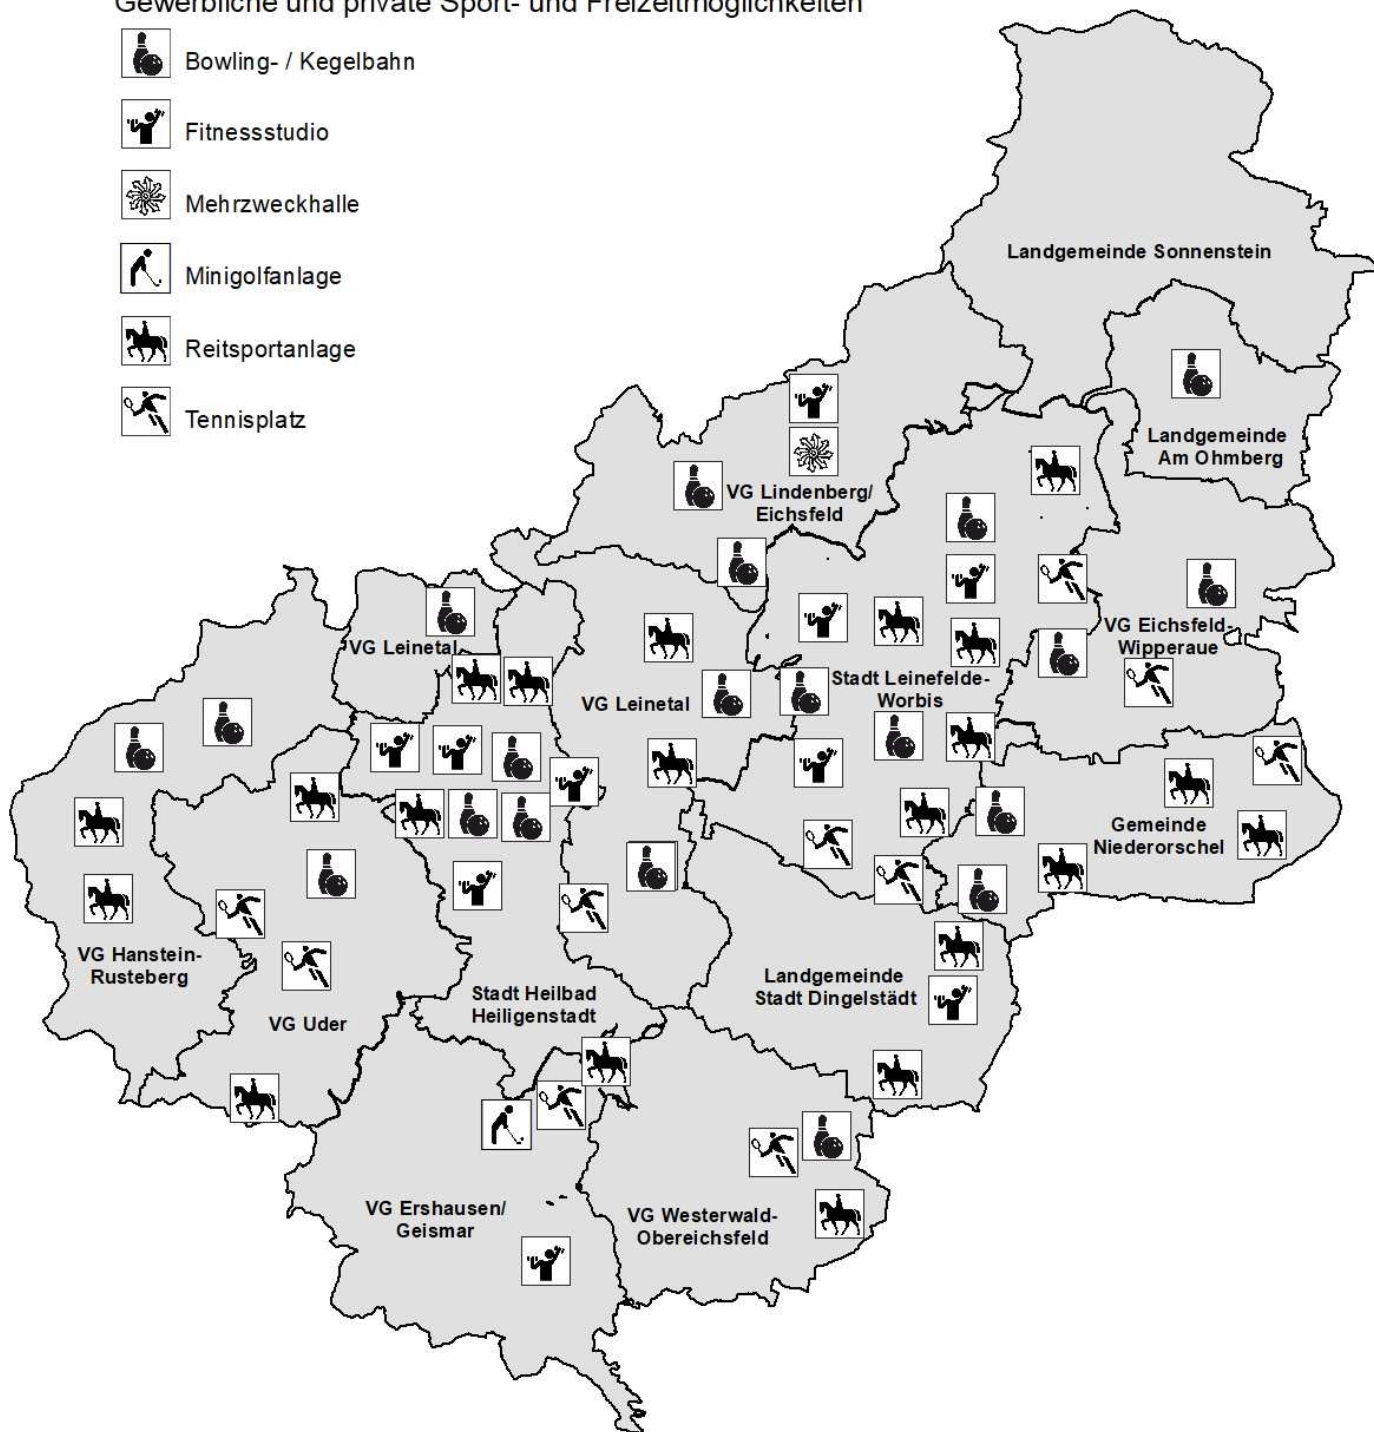 Gewerbliche und private Sport- und Freizeitmöglichkeiten
Bowling- / Kegelbahn
Fitnessstudio
Mehrzweckhalle
Minigolfanlage
Reitsportanlage
Tennisplatz
Landgemeinde Sonnenstein
Landgemeinde
Am Ohmberg
VG Lindenberg/
Eichsfeld
VG Eichsfeld-
Wipperaue
VG Leinetal
VG Leinetal
Stadt Leinefelde-
Worbis
Gemeinde
Niederorschel
VG Hanstein-
Rusteberg
VG Uder
Stadt Heilbad
Heiligenstadt
Landgemeinde
Stadt Dingelstädt
VG Ershausen/
Geismar
VG Westerwald-
Obereichsfeld